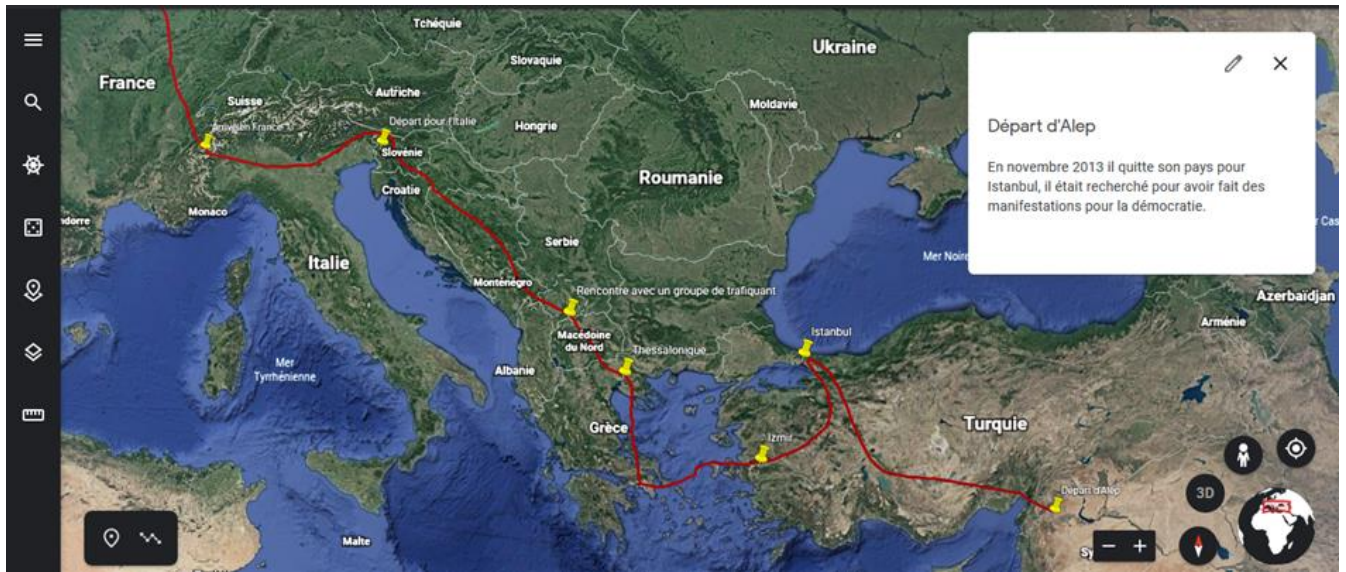 Tchéquie
Ukraine
Slovaquie
France
Autriche
Suisse
Moldavie
Départ pour l'Italie
Hongrie
Arrivée en France
Slovénie
Roumanie
Croatie
Monaco
Serbie
Italie
Mer Noire
Monténégro
Rencontre avec un groupe de trafiquant
Azerbaïdjan
Arménie
Istanbul
Macédoine
du Nord
Thessalonique
Mer
Tyrrhénienne
Albanie
Grèce
Turquie
Izmir
Départ d'Alep
Malte
3D
Départ d'Alep
En novembre 2013 il quitte son pays pour
Istanbul, il était recherché pour avoir fait des
manifestations pour la démocratie.